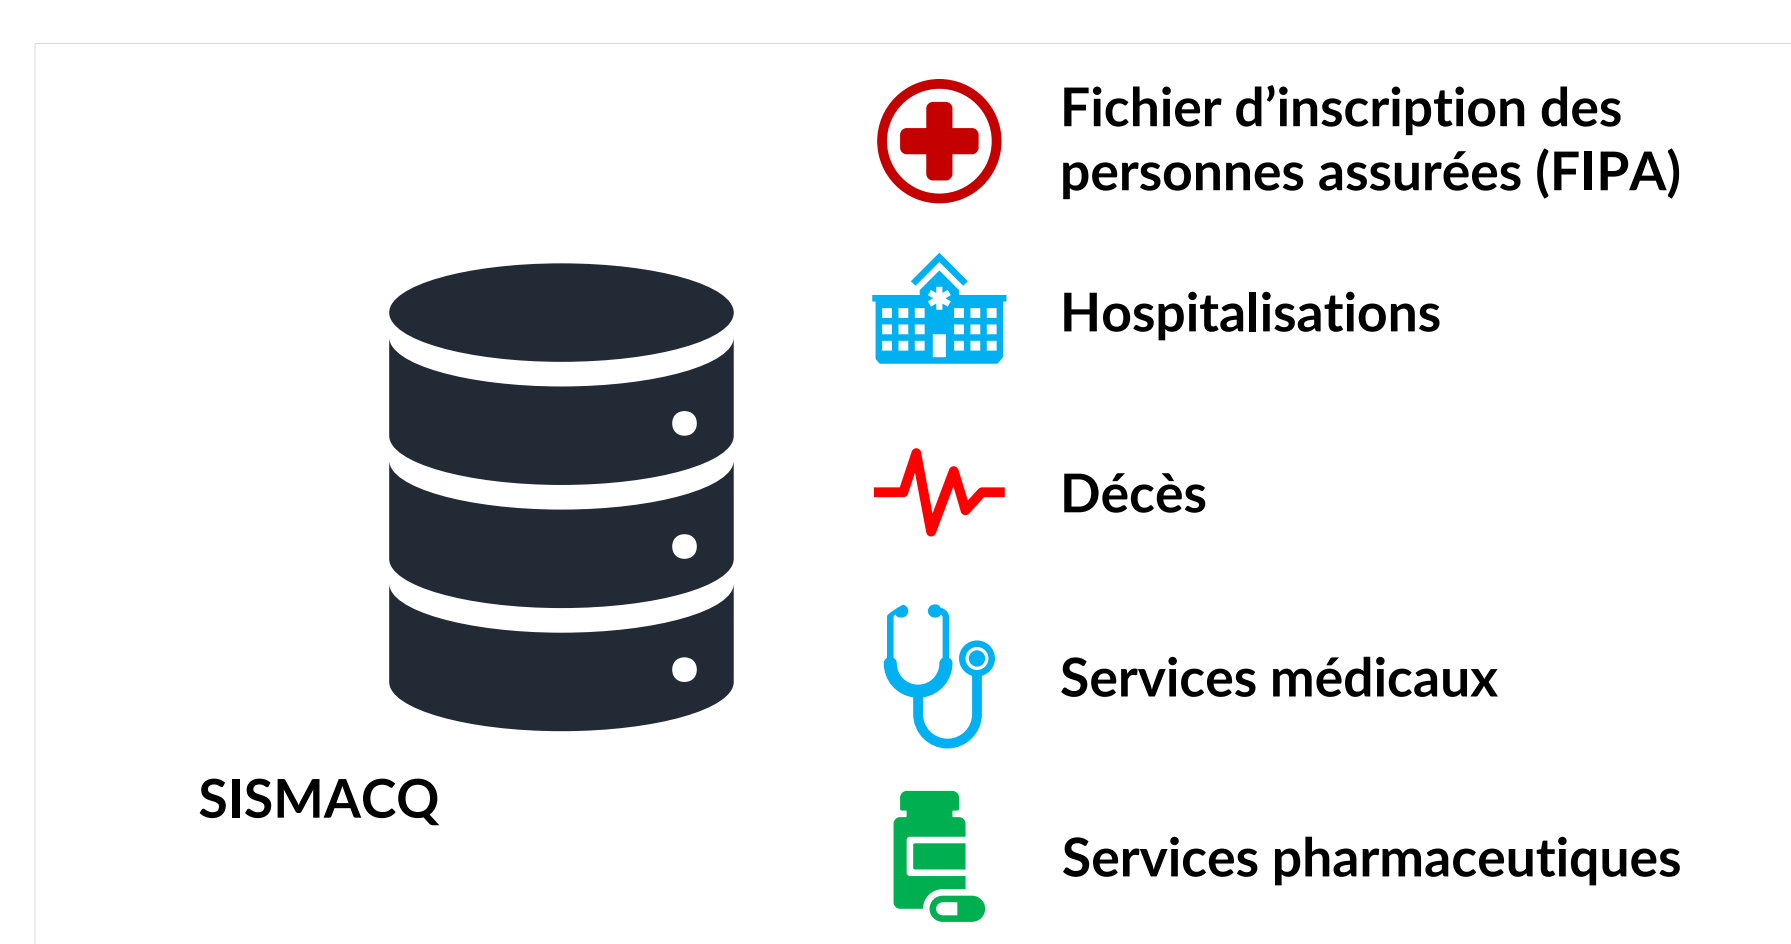 Fichier d’inscription des
personnes assurées (FIPA)
Hospitalisations
Décès
Services médicaux
SISMACQ
Services pharmaceutiques